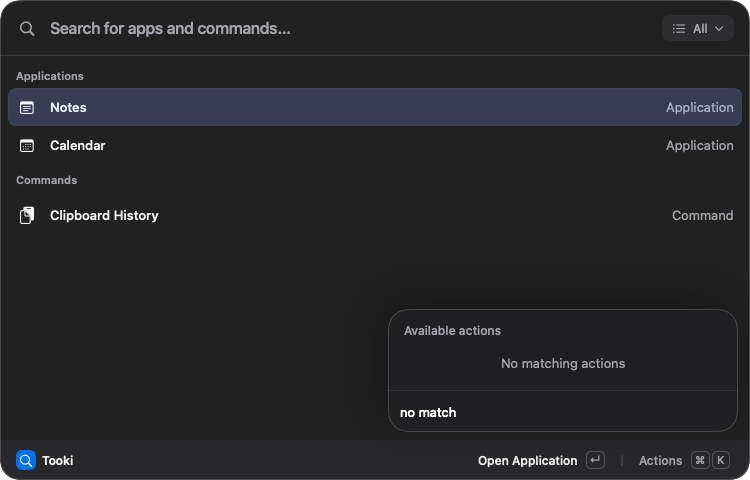 Search for apps and commands...
All
Applications
Notes Application
Calendar Application
Commands
Clipboard History Command
Available actions
No matching actions
no match
Tooki Open Application ↵ | Actions ⌘ K